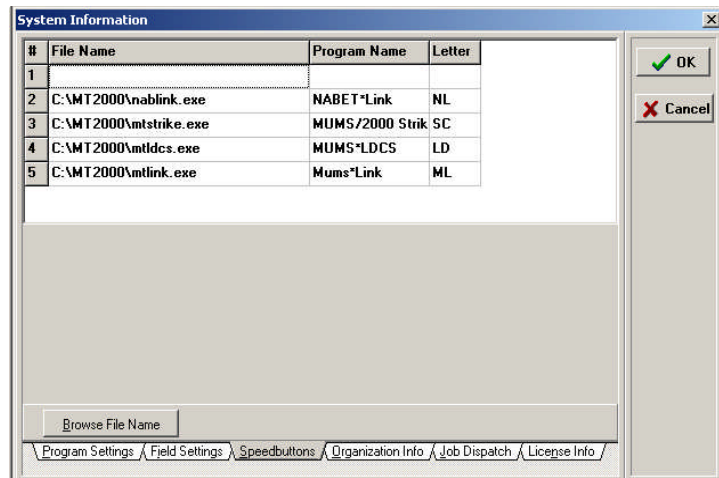 System Information
# File Name Program Name Letter
1
2 C:\MT2000\nablink.exe NABET*Link NL
3 C:\MT2000\mtstrike.exe MUMS/2000 Strik SC
4 C:\MT2000\mtldcs.exe MUMS*LDCS LD
5 C:\MT2000\mtlink.exe Mums*Link ML
OK
Cancel
Browse File Name
Program Settings Field Settings Speedbuttons Organization Info Job Dispatch License Info